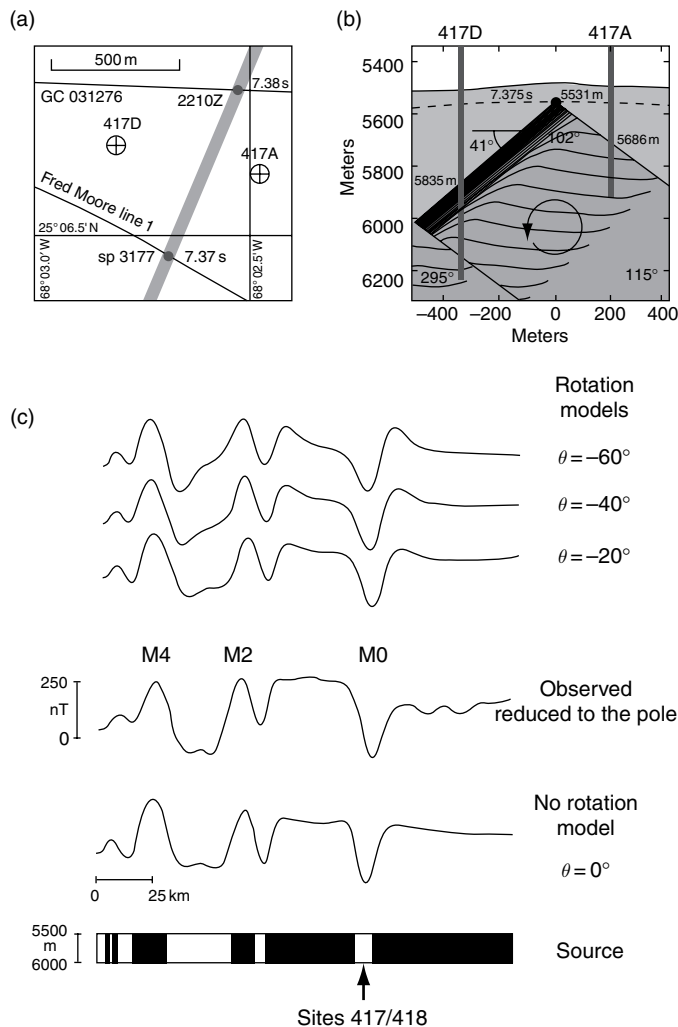 (a)
500 m
7.38 s
GC 031276
2210Z
417D
417A
Fred Moore line 1
25° 06.5′ N
sp 3177
7.37 s
68° 03.0′ W
68° 02.5′ W
(b)
417D
417A
5400
5600
5800
6000
6200
Meters
7.375 s
5531 m
41°
102°
5686 m
5835 m
295°
115°
−400
−200
0
200
400
Meters
(c)
Rotation
models
θ = −60°
θ = −40°
θ = −20°
M4
M2
M0
250
nT
0
Observed
reduced to the pole
No rotation
model
θ = 0°
0
25 km
5500
m
6000
Source
Sites 417/418